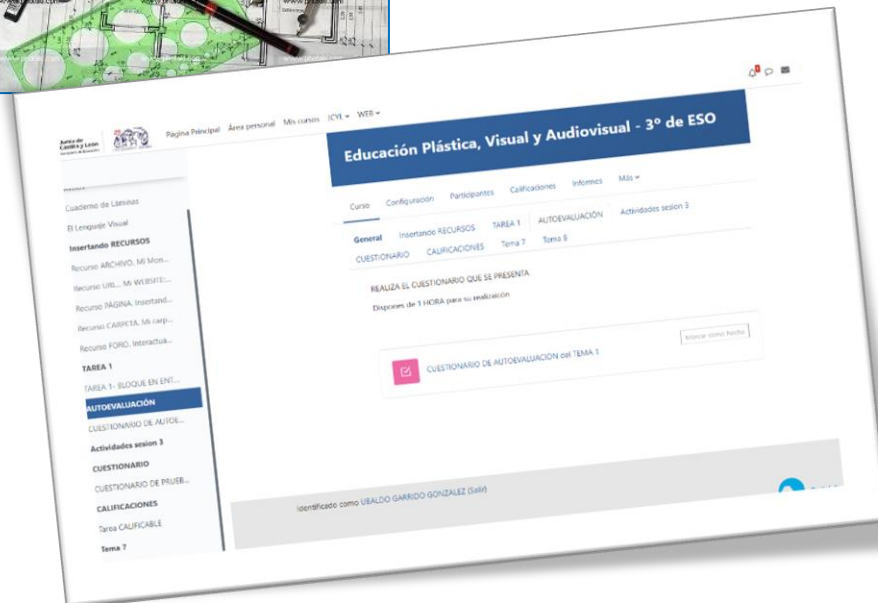 Junta de
Castilla y León
Página Principal Área personal Mis cursos JCYL WEB
Educación Plástica, Visual y Audiovisual - 3º de ESO
Curso Configuración Participantes Calificaciones Informes Más
General Insertando RECURSOS TAREA 1 AUTOEVALUACIÓN Actividades sesion 3
CUESTIONARIO CALIFICACIONES Tema 7 Tema 8
REALIZA EL CUESTIONARIO QUE SE PRESENTA
Dispones de 1 HORA para su realización
CUESTIONARIO DE AUTOEVALUACIÓN del TEMA 1
Marcar como hecho
Cuaderno de Láminas
El Lenguaje Visual
Insertando RECURSOS
Recurso ARCHIVO. Mi Mon...
Recurso URL... Mi WEBSITE:...
Recurso PÁGINA. Insertand...
Recurso CARPETA. Mi carp...
Recurso FORO. Interactua...
TAREA 1
TAREA 1- BLOQUE EN ENT...
AUTOEVALUACIÓN
CUESTIONARIO DE AUTOE...
Actividades sesion 3
CUESTIONARIO
CUESTIONARIO DE PRUEB...
CALIFICACIONES
Tarea CALIFICABLE
Tema 7
Identificado como UBALDO GARRIDO GONZALEZ (Salir)